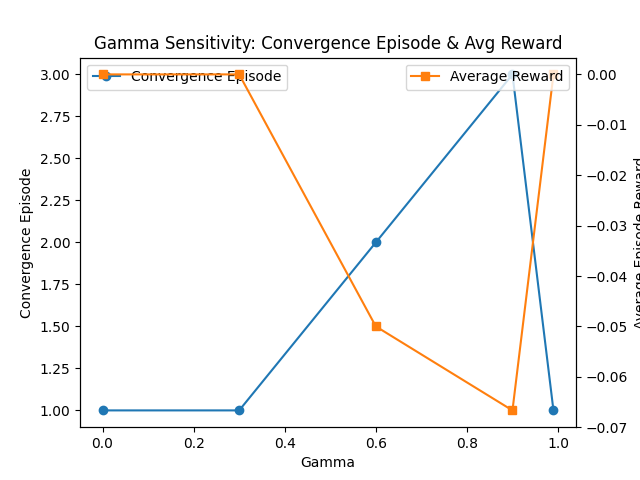 Gamma Sensitivity: Convergence Episode & Avg Reward
Convergence Episode
Average Reward
3.00
2.75
2.50
2.25
2.00
1.75
1.50
1.25
1.00
Convergence Episode
0.00
−0.01
−0.02
−0.03
−0.04
−0.05
−0.06
−0.07
Average Episode Reward
0.0 0.2 0.4 0.6 0.8 1.0
Gamma